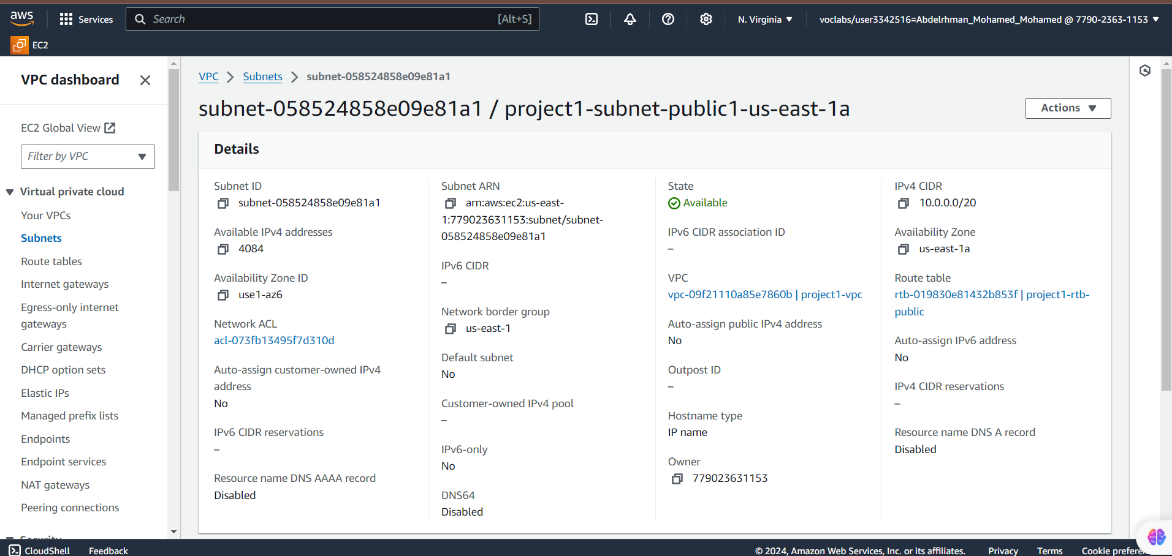 aws
Services
Search
[Alt+S]
N. Virginia
voclabs/user3342516=Abdelrhman_Mohamed_Mohamed @ 7790-2363-1153
EC2
VPC dashboard
EC2 Global View
Filter by VPC
Virtual private cloud
Your VPCs
Subnets
Route tables
Internet gateways
Egress-only internet
gateways
Carrier gateways
DHCP option sets
Elastic IPs
Managed prefix lists
Endpoints
Endpoint services
NAT gateways
Peering connections
VPC
Subnets
subnet-058524858e09e81a1
subnet-058524858e09e81a1 / project1-subnet-public1-us-east-1a
Actions
Details
Subnet ID
subnet-058524858e09e81a1
Available IPv4 addresses
4084
Availability Zone ID
use1-az6
Network ACL
acl-073fb13495f7d310d
Auto-assign customer-owned IPv4
address
No
IPv6 CIDR reservations
–
Resource name DNS AAAA record
Disabled
Subnet ARN
arn:aws:ec2:us-east-
1:779023631153:subnet/subnet-
058524858e09e81a1
IPv6 CIDR
–
Network border group
us-east-1
Default subnet
No
Customer-owned IPv4 pool
–
IPv6-only
No
DNS64
Disabled
State
Available
IPv6 CIDR association ID
–
VPC
vpc-09f21110a85e7860b | project1-vpc
Auto-assign public IPv4 address
No
Outpost ID
–
Hostname type
IP name
Owner
779023631153
IPv4 CIDR
10.0.0.0/20
Availability Zone
us-east-1a
Route table
rtb-019830e81432b853f | project1-rtb-
public
Auto-assign IPv6 address
No
IPv4 CIDR reservations
–
Resource name DNS A record
Disabled
CloudShell
Feedback
© 2024, Amazon Web Services, Inc. or its affiliates.
Privacy
Terms
Cookie prefere